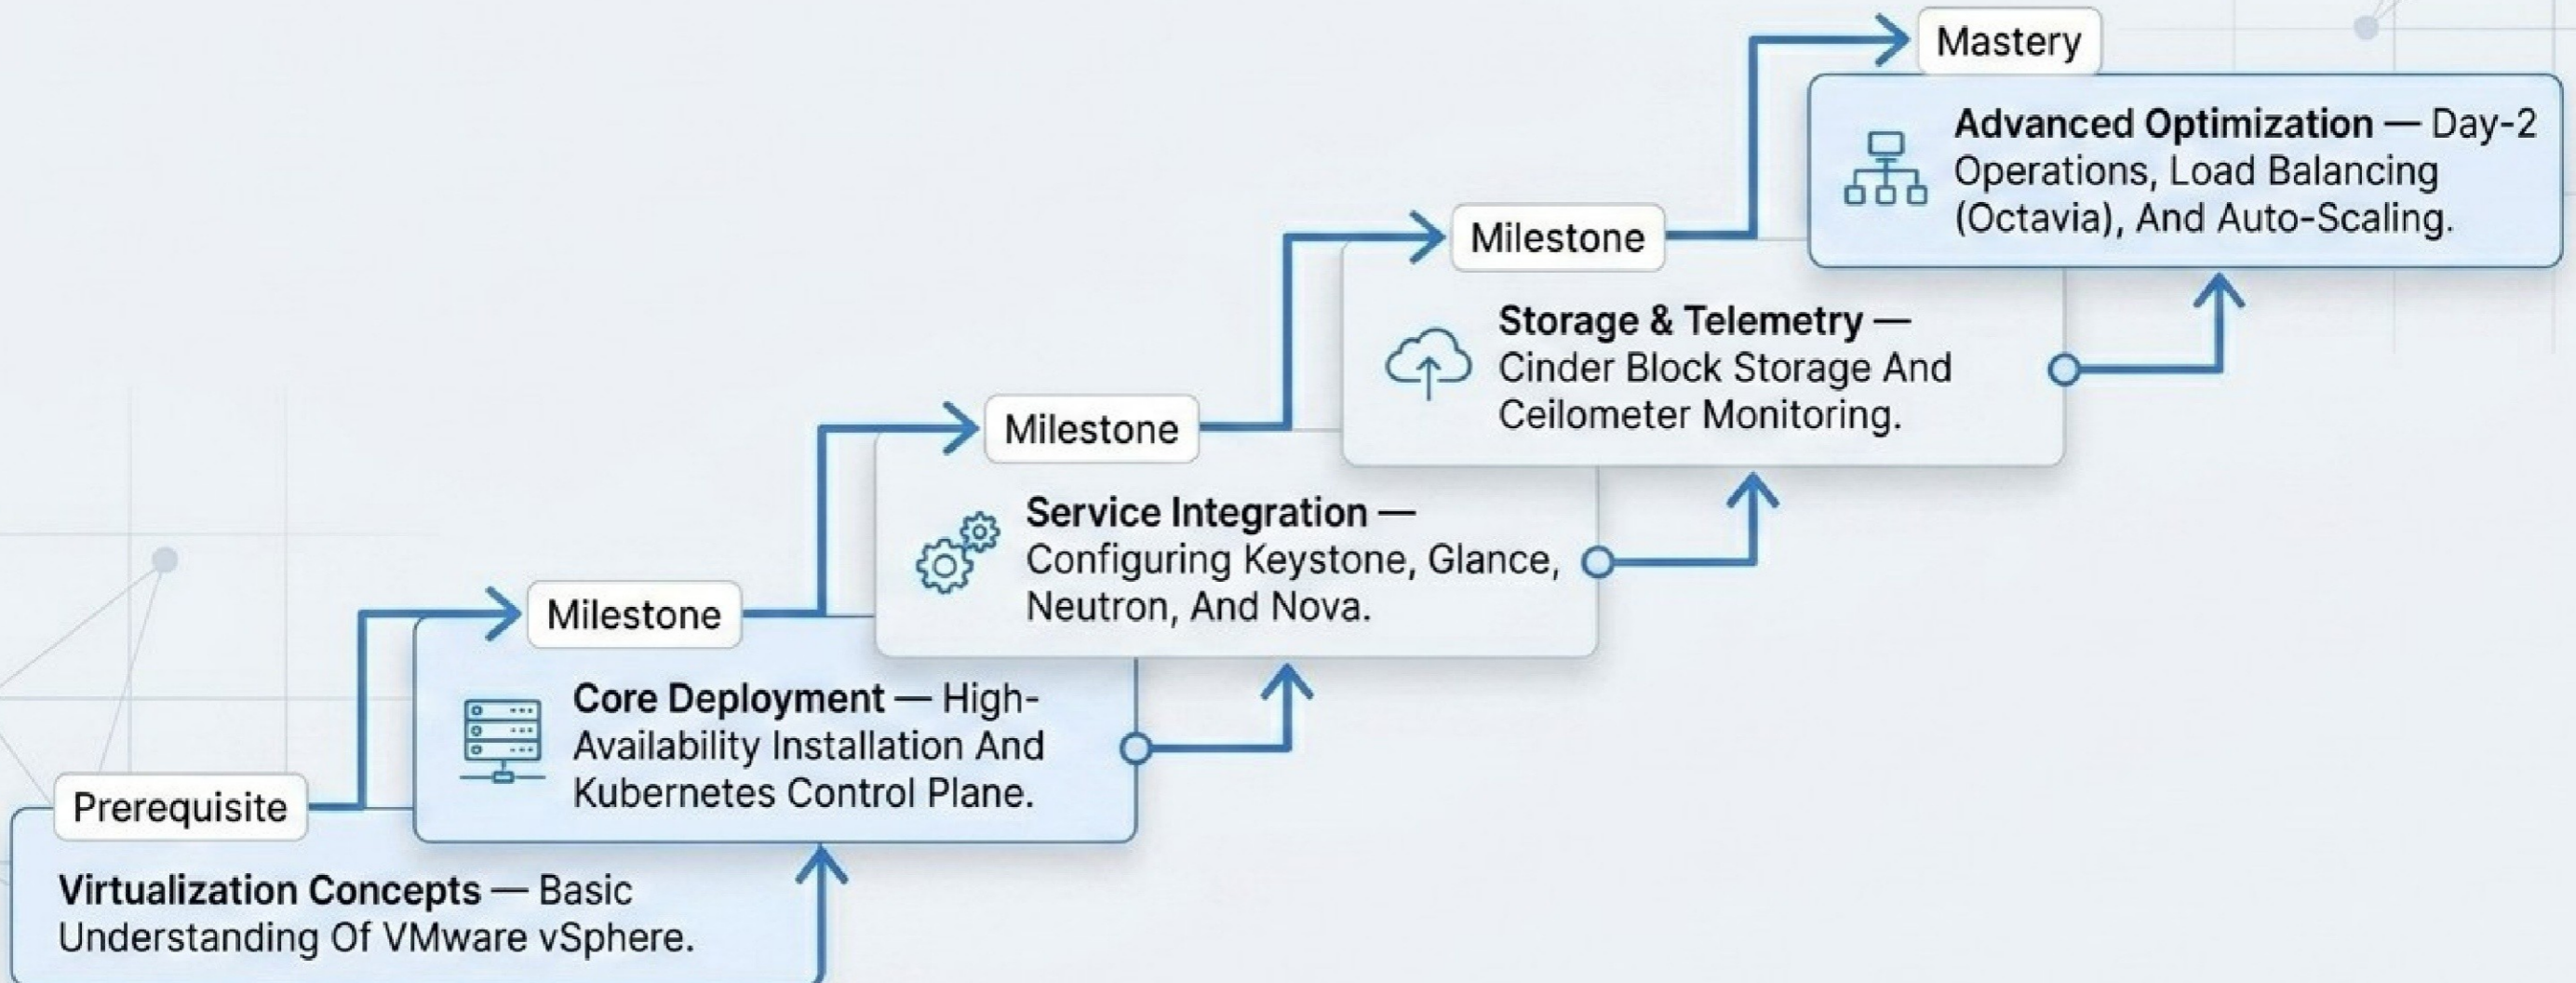 Mastery
Advanced Optimization — Day-2
Operations, Load Balancing
(Octavia), And Auto-Scaling.
Milestone
Storage & Telemetry —
Cinder Block Storage And
Ceilometer Monitoring.
Milestone
Service Integration —
Configuring Keystone, Glance,
Neutron, And Nova.
Milestone
Core Deployment — High-
Availability Installation And
Kubernetes Control Plane.
Prerequisite
Virtualization Concepts — Basic
Understanding Of VMware vSphere.